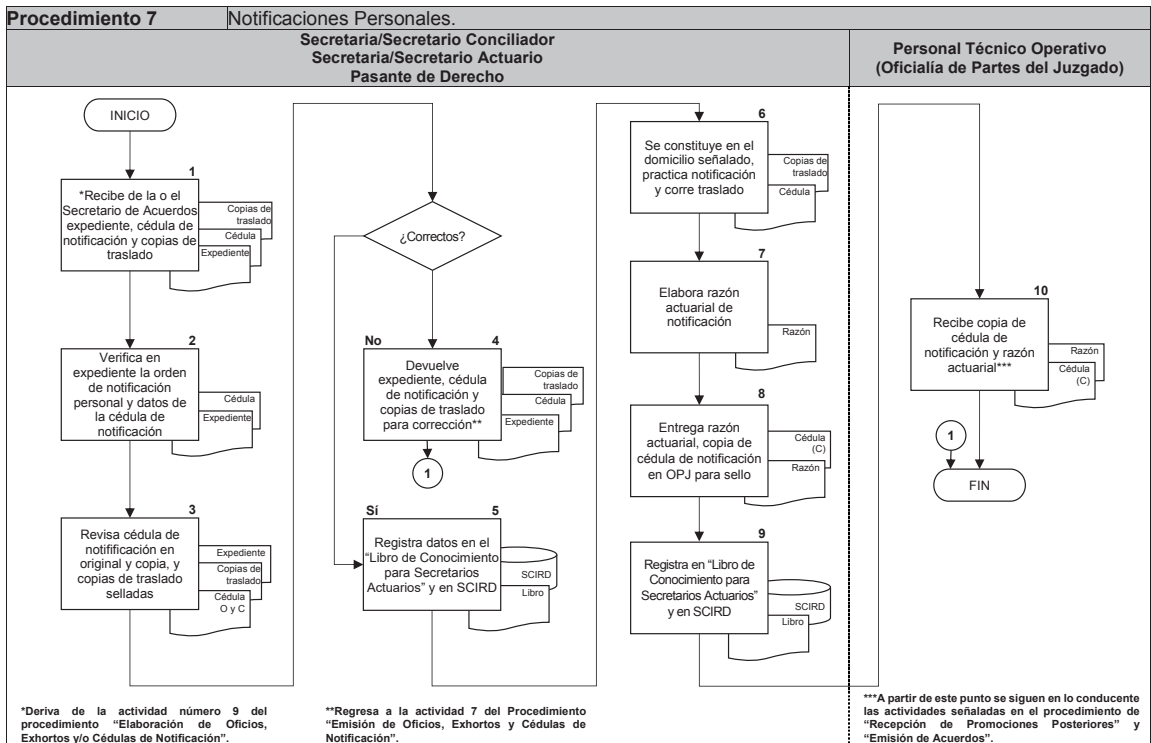 Procedimiento 7
Notificaciones Personales.
Secretaria/Secretario Conciliador
Secretaria/Secretario Actuario
Pasante de Derecho
Personal Técnico Operativo
(Oficialía de Partes del Juzgado)
INICIO
1
*Recibe de la o el
Secretario de Acuerdos
expediente, cédula de
notificación y copias de
traslado
Copias de
traslado
Cédula
Expediente
2
Verifica en
expediente la orden
de notificación
personal y datos de
la cédula de
notificación
Cédula
Expediente
3
Revisa cédula de
notifificación en
original y copia, y
copias de traslado
selladas
Expediente
Copias de
traslado
Cédula
O y C
*Deriva de la actividad número 9 del
procedimiento “Elaboración de Oficios,
Exhortos y/o Cédulas de Notificación”.
¿Correctos?
No
4
Devuelve
expediente, cédula
de notificación y
copias de traslado
para corrección**
Copias de
traslado
Cédula
Expediente
1
Sí
5
Registra datos en el
“Libro de Conocimiento
para Secretarios
Actuarios” y en SCIRD
SCIRD
Libro
**Regresa a la actividad 7 del Procedimiento
“Emisión de Oficios, Exhortos y Cédulas de
Notificación”.
6
Se constituye en el
domicilio señalado,
practica notificación
y corre traslado
Copias de
traslado
Cédula
7
Elabora razón
actuarial de
notificación
Razón
8
Entrega razón
actuarial, copia de
cédula de notificación
en OPJ para sello
Cédula
(C)
Razón
9
Registra en “Libro de
Conocimiento para
Secretarios Actuarios”
y en SCIRD
SCIRD
Libro
10
Recibe copia de
cédula de
notificación y razón
actuarial***
Razón
Cédula
(C)
1
FIN
***A partir de este punto se siguen en lo conducente
las actividades señaladas en el procedimiento de
“Recepción de Promociones Posteriores” y
“Emisión de Acuerdos”.